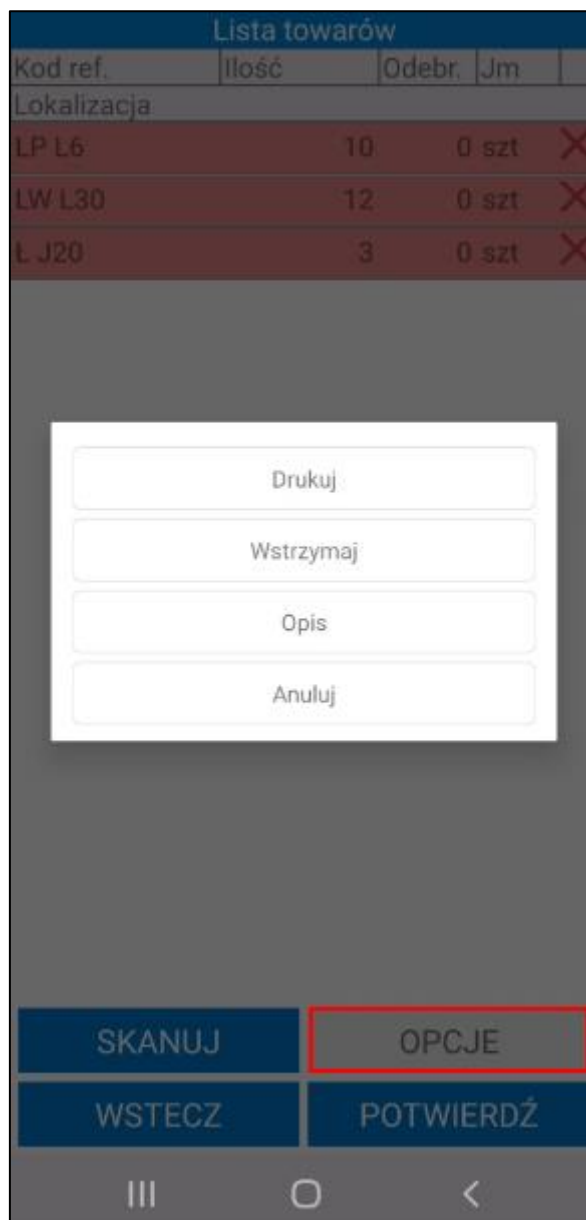 Lista towarów
Kod ref. Ilość Odebr. Jm
Lokalizacja
LP L6 10 0 szt
LW L30 12 0 szt
Ł J20 3 0 szt
Drukuj
Wstrzymaj
Opis
Anuluj
SKANUJ OPCJE
WSTECZ POTWIERDŹ